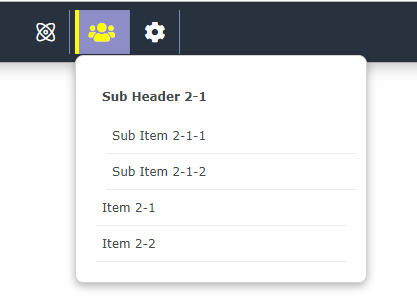 Sub Header 2-1
Sub Item 2-1-1
Sub Item 2-1-2
Item 2-1
Item 2-2